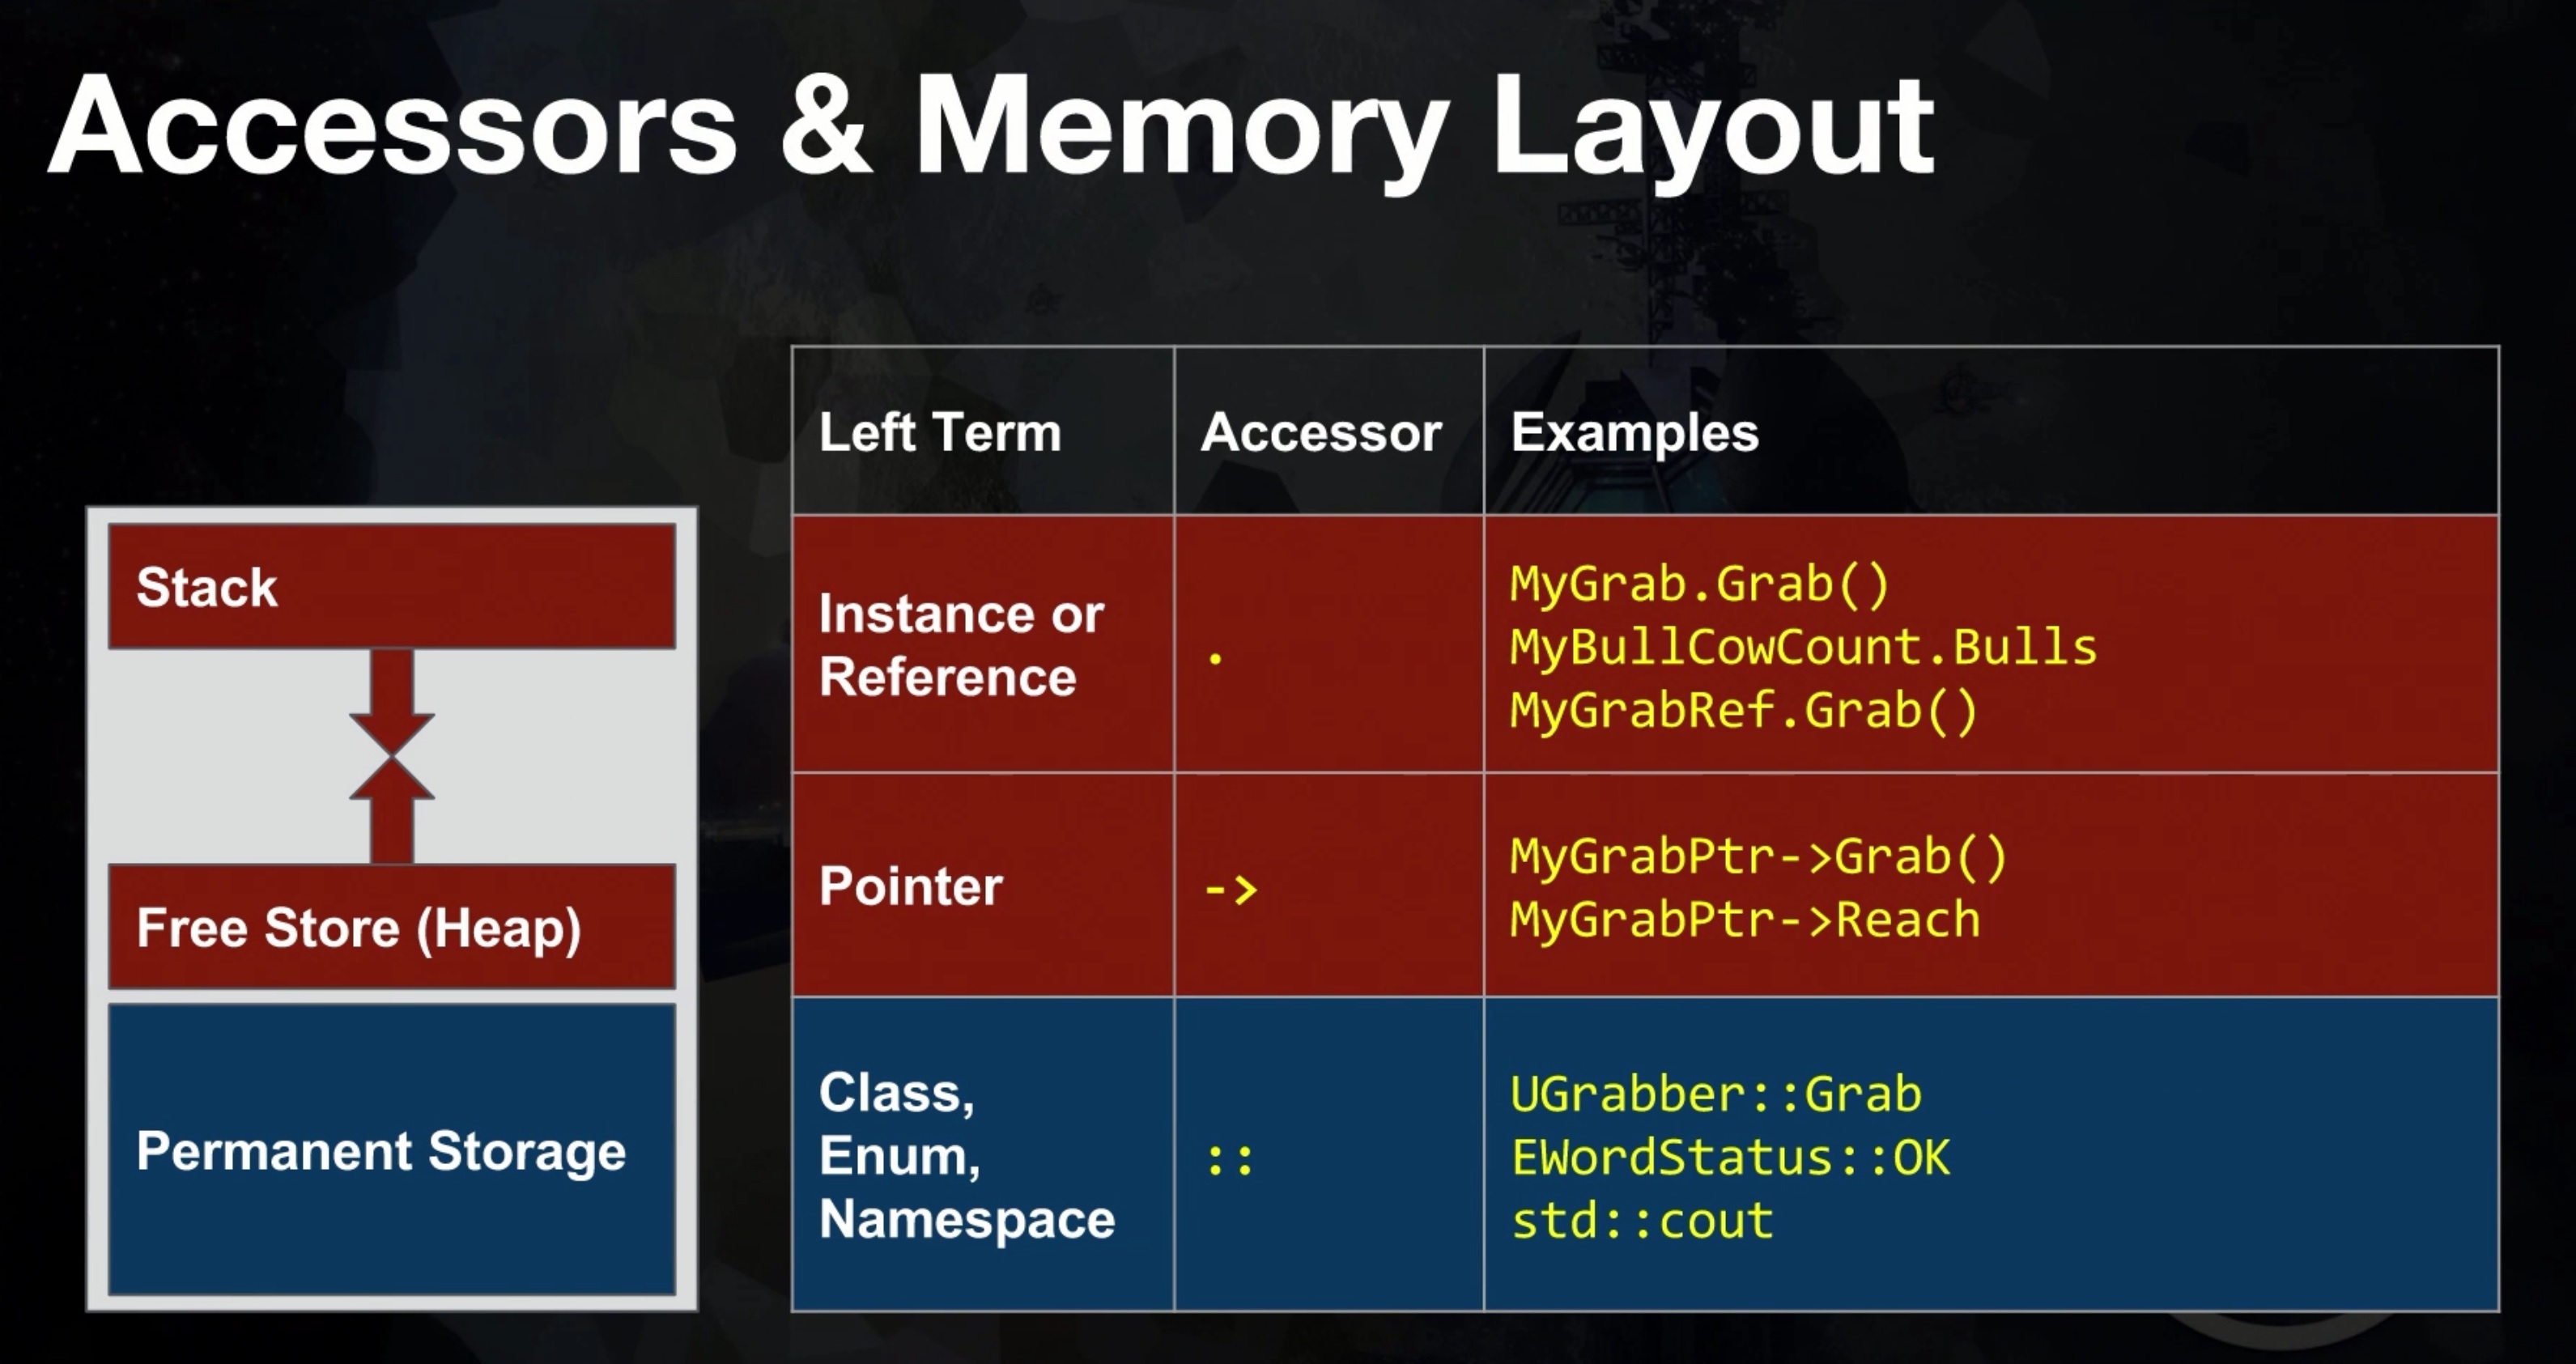 Accessors & Memory Layout
Stack
Free Store (Heap)
Permanent Storage
Left Term
Accessor
Examples
Instance or
Reference
.
MyGrab.Grab()
MyBullCowCount.Bulls
MyGrabRef.Grab()
Pointer
->
MyGrabPtr->Grab()
MyGrabPtr->Reach
Class,
Enum,
Namespace
::
UGrabber::Grab
EWordStatus::OK
std::cout